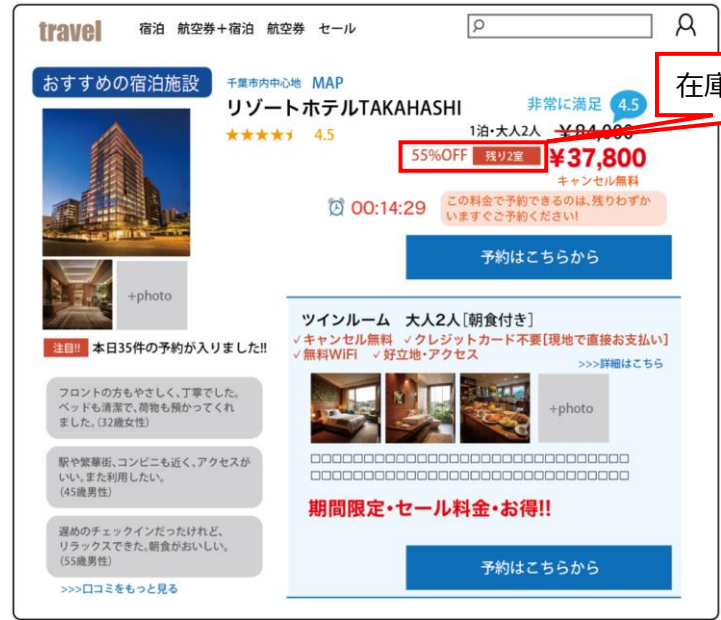 travel 宿泊 航空券+宿泊 航空券 セール
おすすめの宿泊施設
千葉市内中心地 MAP
リゾートホテルTAKAHASHI
4.5
非常に満足 4.5
在庫
1泊・大人2人 ¥84,000
55%OFF 残り2室 ¥37,800
キャンセル無料
00:14:29
この料金で予約できるのは、残りわずか
いますぐご予約ください!
予約はこちらから
+photo
注目!! 本日35件の予約が入りました!!
フロントの方もやさしく、丁寧でした。
ベッドも清潔で、荷物も預かってくれ
ました。(32歳女性)
駅や繁華街、コンビニも近く、アクセスが
いい。また利用したい。
(45歳男性)
遅めのチェックインだったけれど、
リラックスできた。朝食がおいしい。
(55歳男性)
>>>口コミをもっと見る
ツインルーム 大人2人[朝食付き]
✓キャンセル無料 ✓クレジットカード不要[現地で直接お支払い]
✓無料WiFi ✓好立地・アクセス
>>>詳細はこちら
+photo
□□□□□□□□□□□□□□□□□□□□□□□□□□□□□□
□□□□□□□□□□□□□□□□□□□□□□□□□□□□□□
期間限定・セール料金・お得!!
予約はこちらから